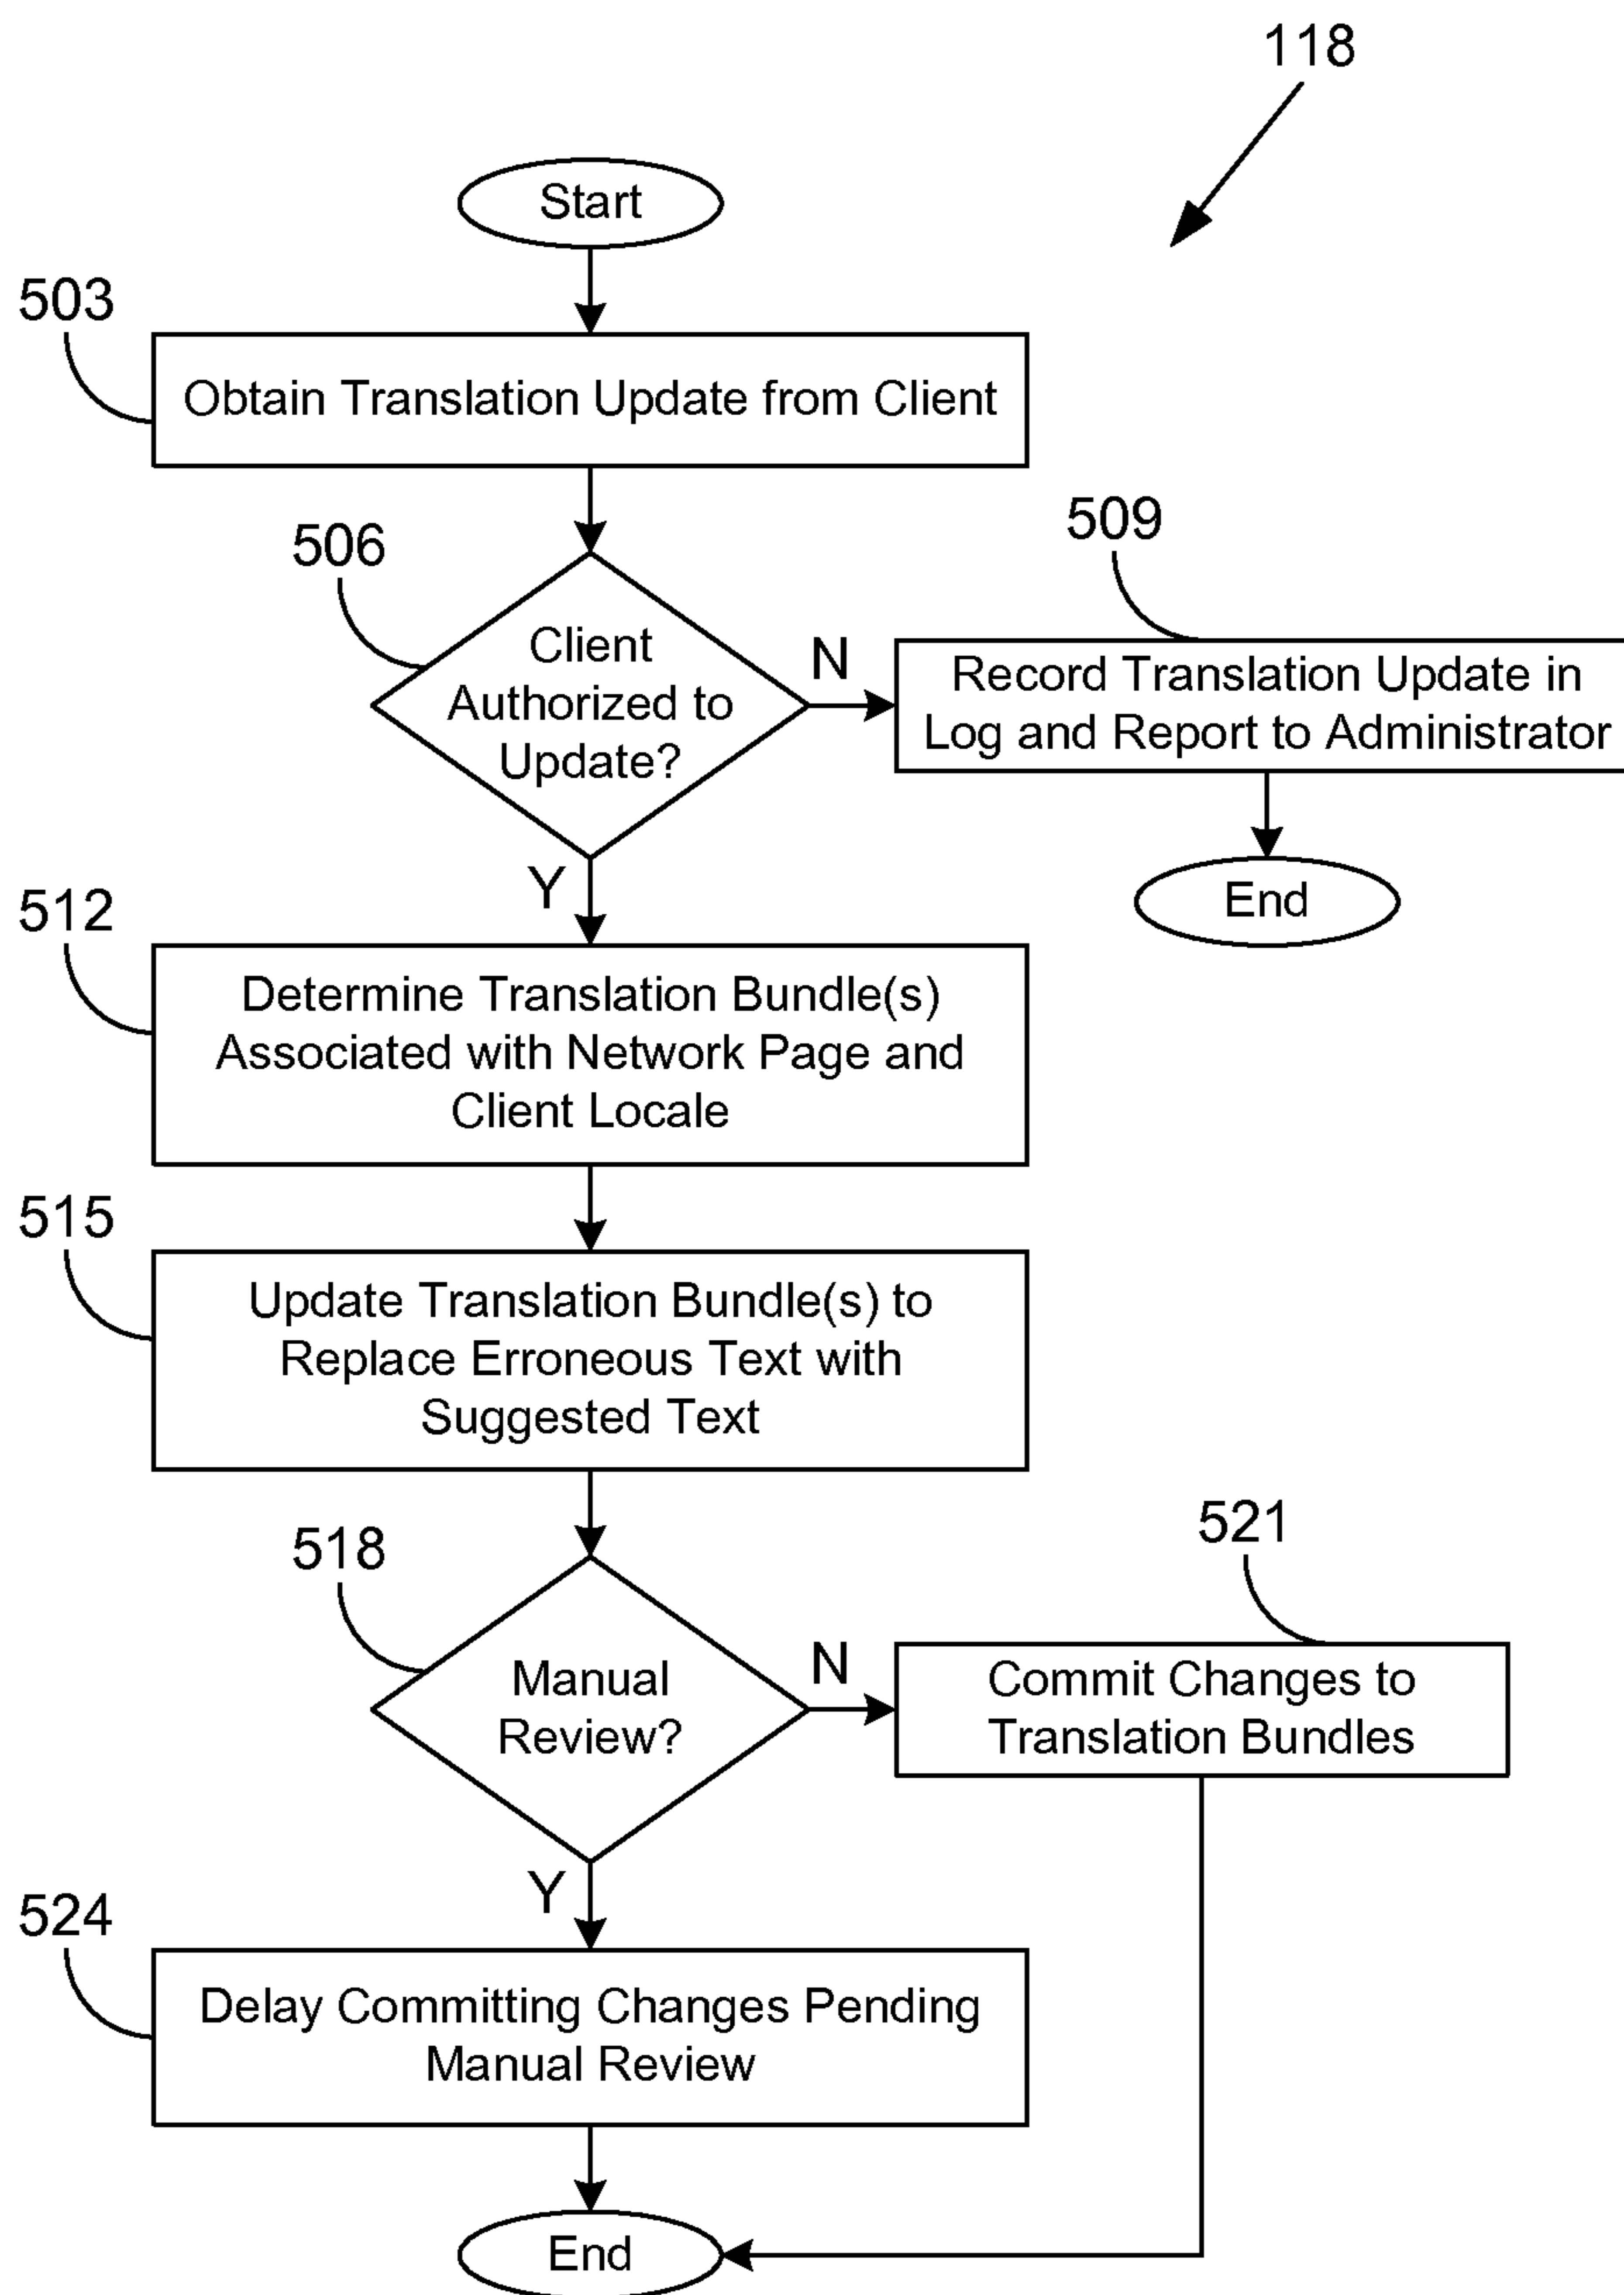 118
Start
503
Obtain Translation Update from Client
506
Client
Authorized to
Update?
N
509
Record Translation Update in
Log and Report to Administrator
End
Y
512
Determine Translation Bundle(s)
Associated with Network Page and
Client Locale
515
Update Translation Bundle(s) to
Replace Erroneous Text with
Suggested Text
518
Manual
Review?
N
521
Commit Changes to
Translation Bundles
Y
524
Delay Committing Changes Pending
Manual Review
End